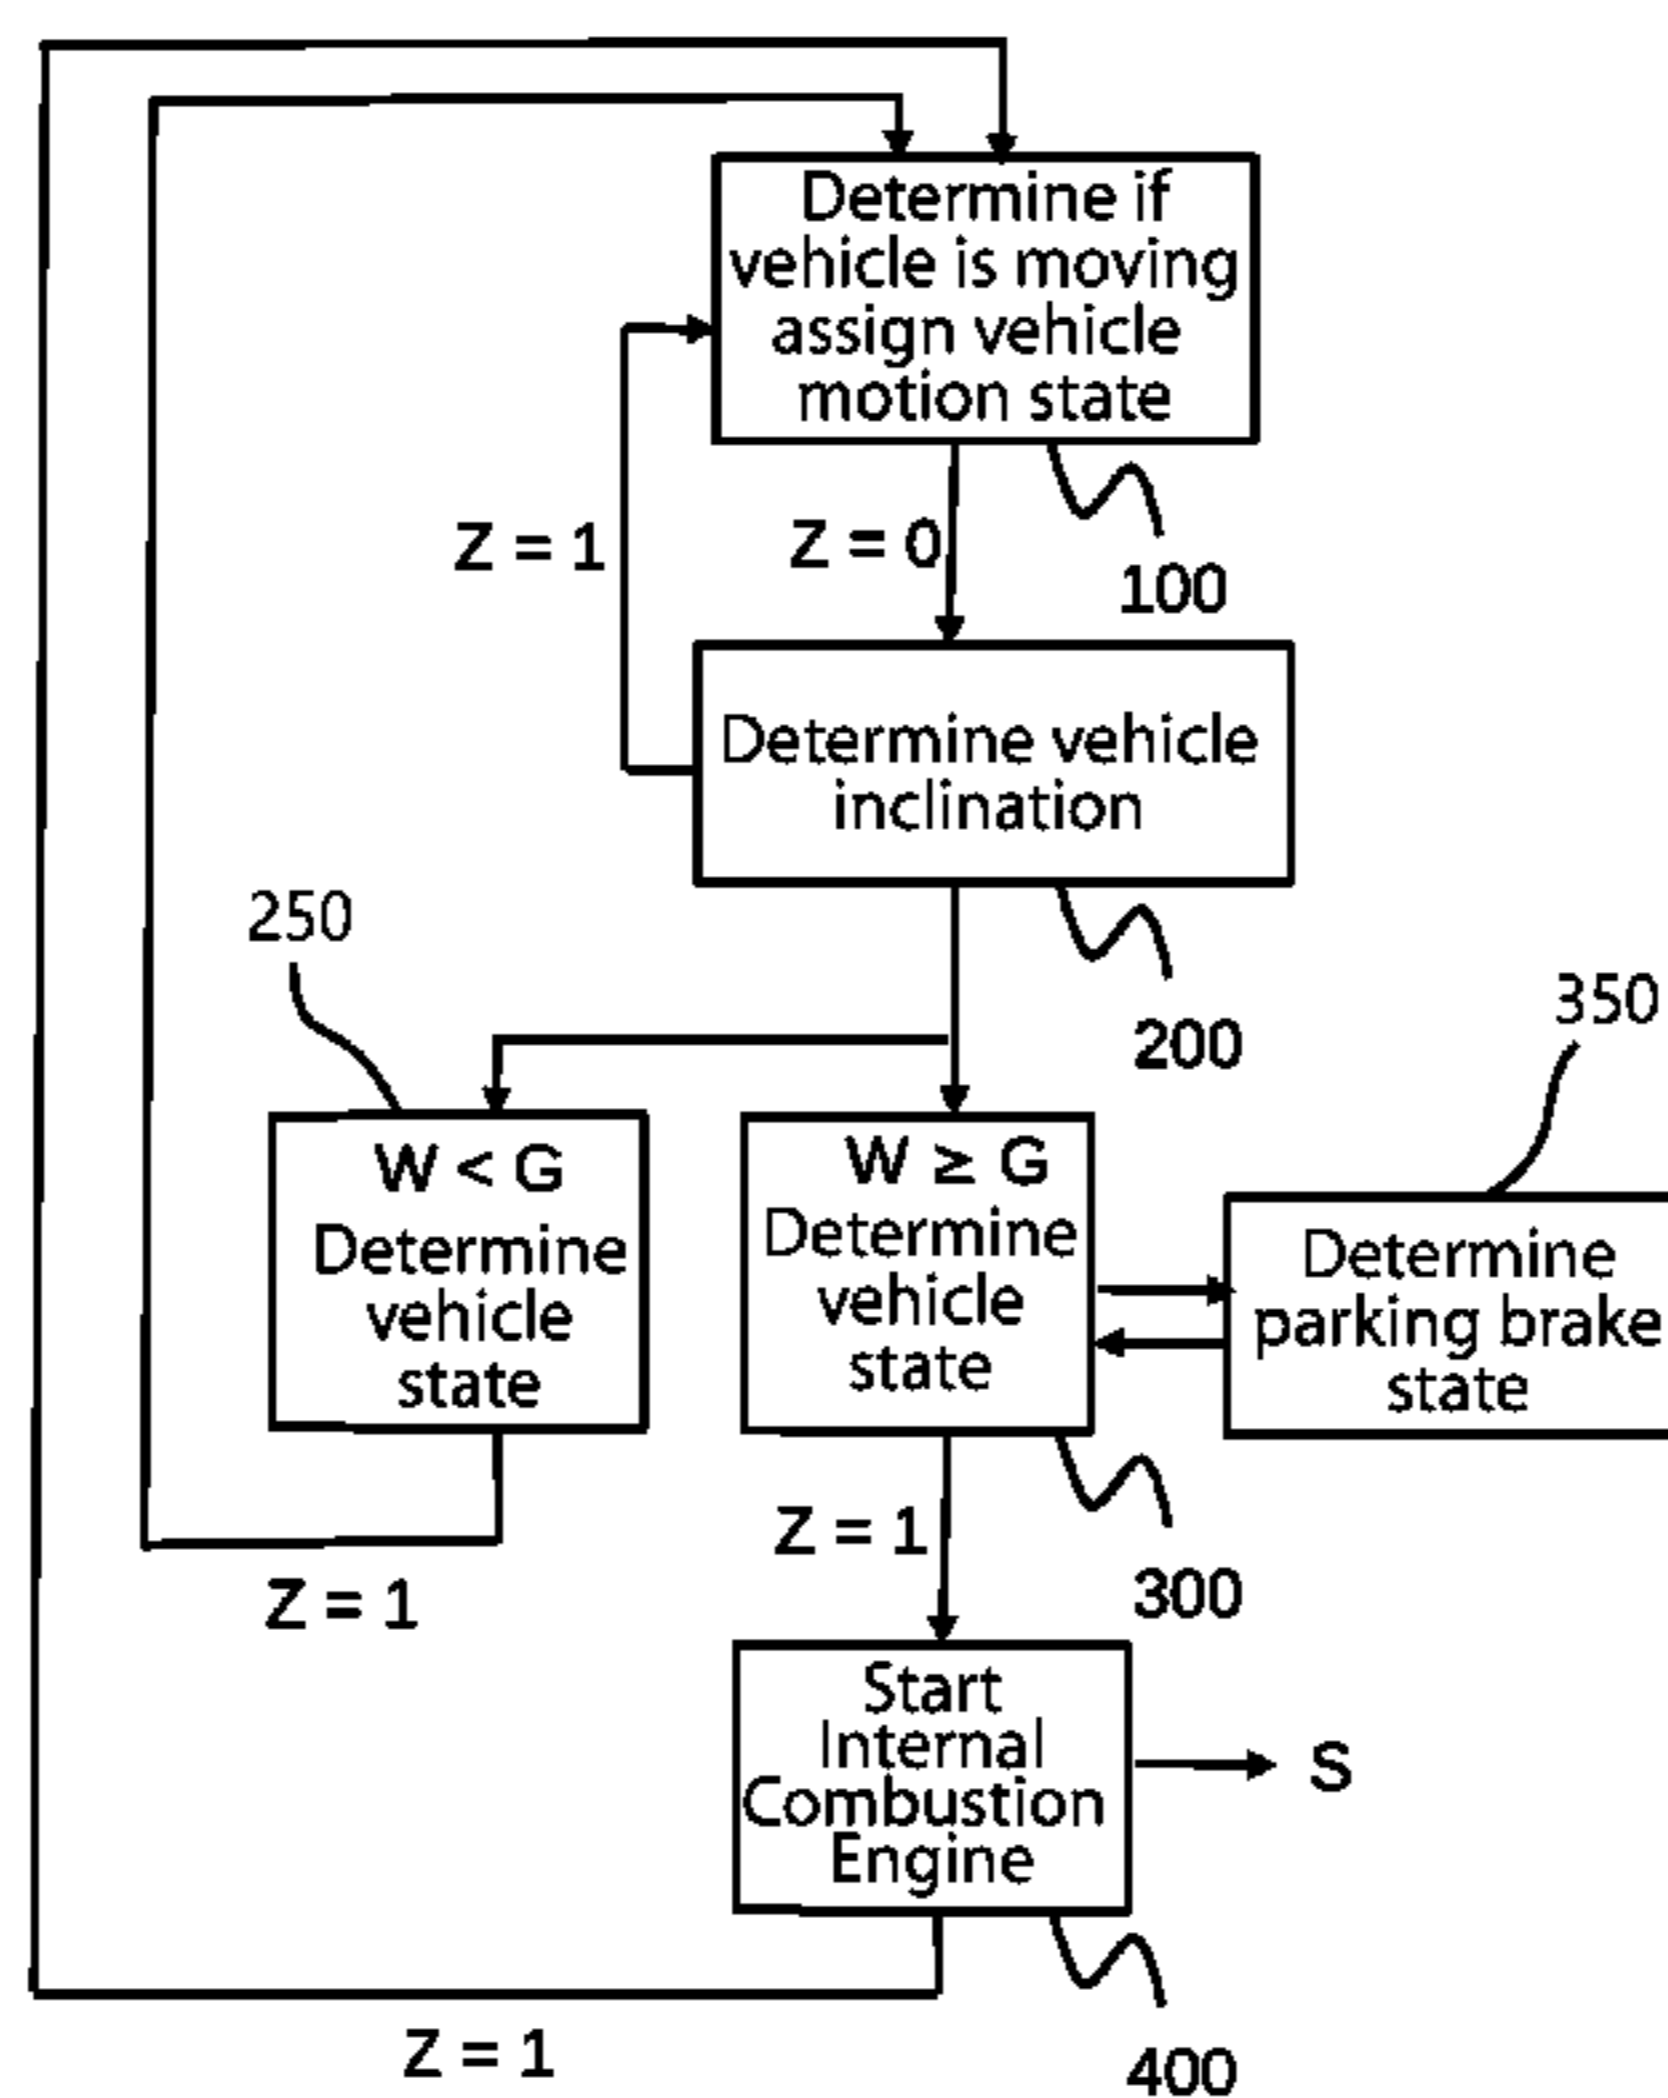 Determine if
vehicle is moving
assign vehicle
motion state
Z = 1
Z = 0
100
Determine vehicle
inclination
250
200
350
W < G
Determine
vehicle
state
W ≥ G
Determine
vehicle
state
Determine
parking brake
state
Z = 1
Z = 1
300
Start
Internal
Combustion
Engine
S
Z = 1
400